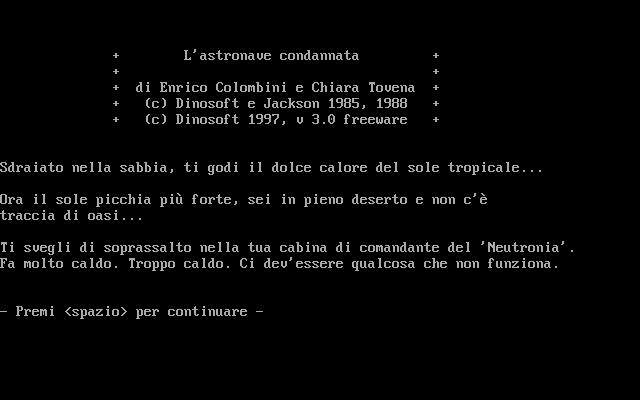 + L'astronave condannata +
+ +
+ di Enrico Colombini e Chiara Tovena +
+ (c) Dinosoft e Jackson 1985, 1988 +
+ (c) Dinosoft 1997, v 3.0 freeware +
Sdraiato nella sabbia, ti godi il dolce calore del sole tropicale...
Ora il sole picchia più forte, sei in pieno deserto e non c'è
traccia di oasi...
Ti svegli di soprassalto nella tua cabina di comandante del 'Neutronia'.
Fa molto caldo. Troppo caldo. Ci dev'essere qualcosa che non funziona.
- Premi <spazio> per continuare -